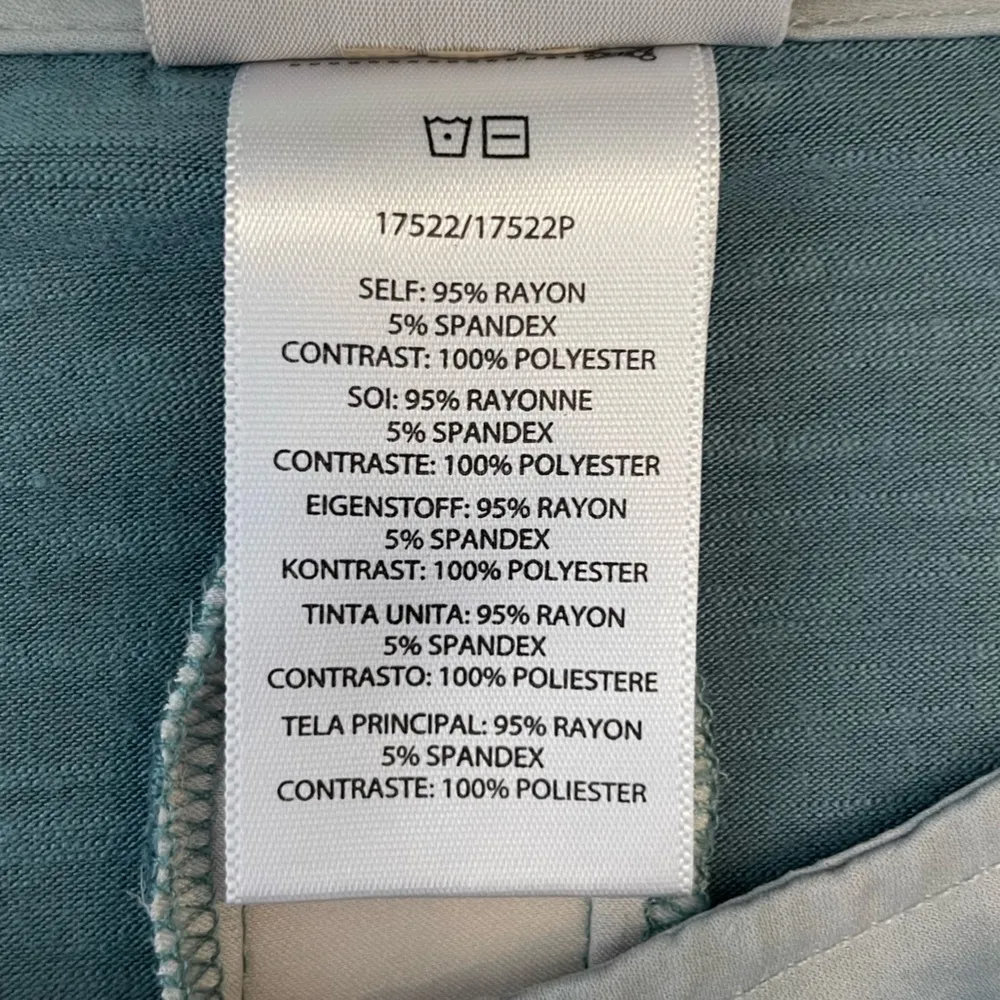 17522/17522P
SELF: 95% RAYON
5% SPANDEX
CONTRAST: 100% POLYESTER
SOI: 95% RAYONNE
5% SPANDEX
CONTRASTE: 100% POLYESTER
EIGENSTOFF: 95% RAYON
5% SPANDEX
KONTRAST: 100% POLYESTER
TINTA UNITA: 95% RAYON
5% SPANDEX
CONTRASTO: 100% POLIESTERE
TELA PRINCIPAL: 95% RAYON
5% SPANDEX
CONTRASTE: 100% POLIESTER